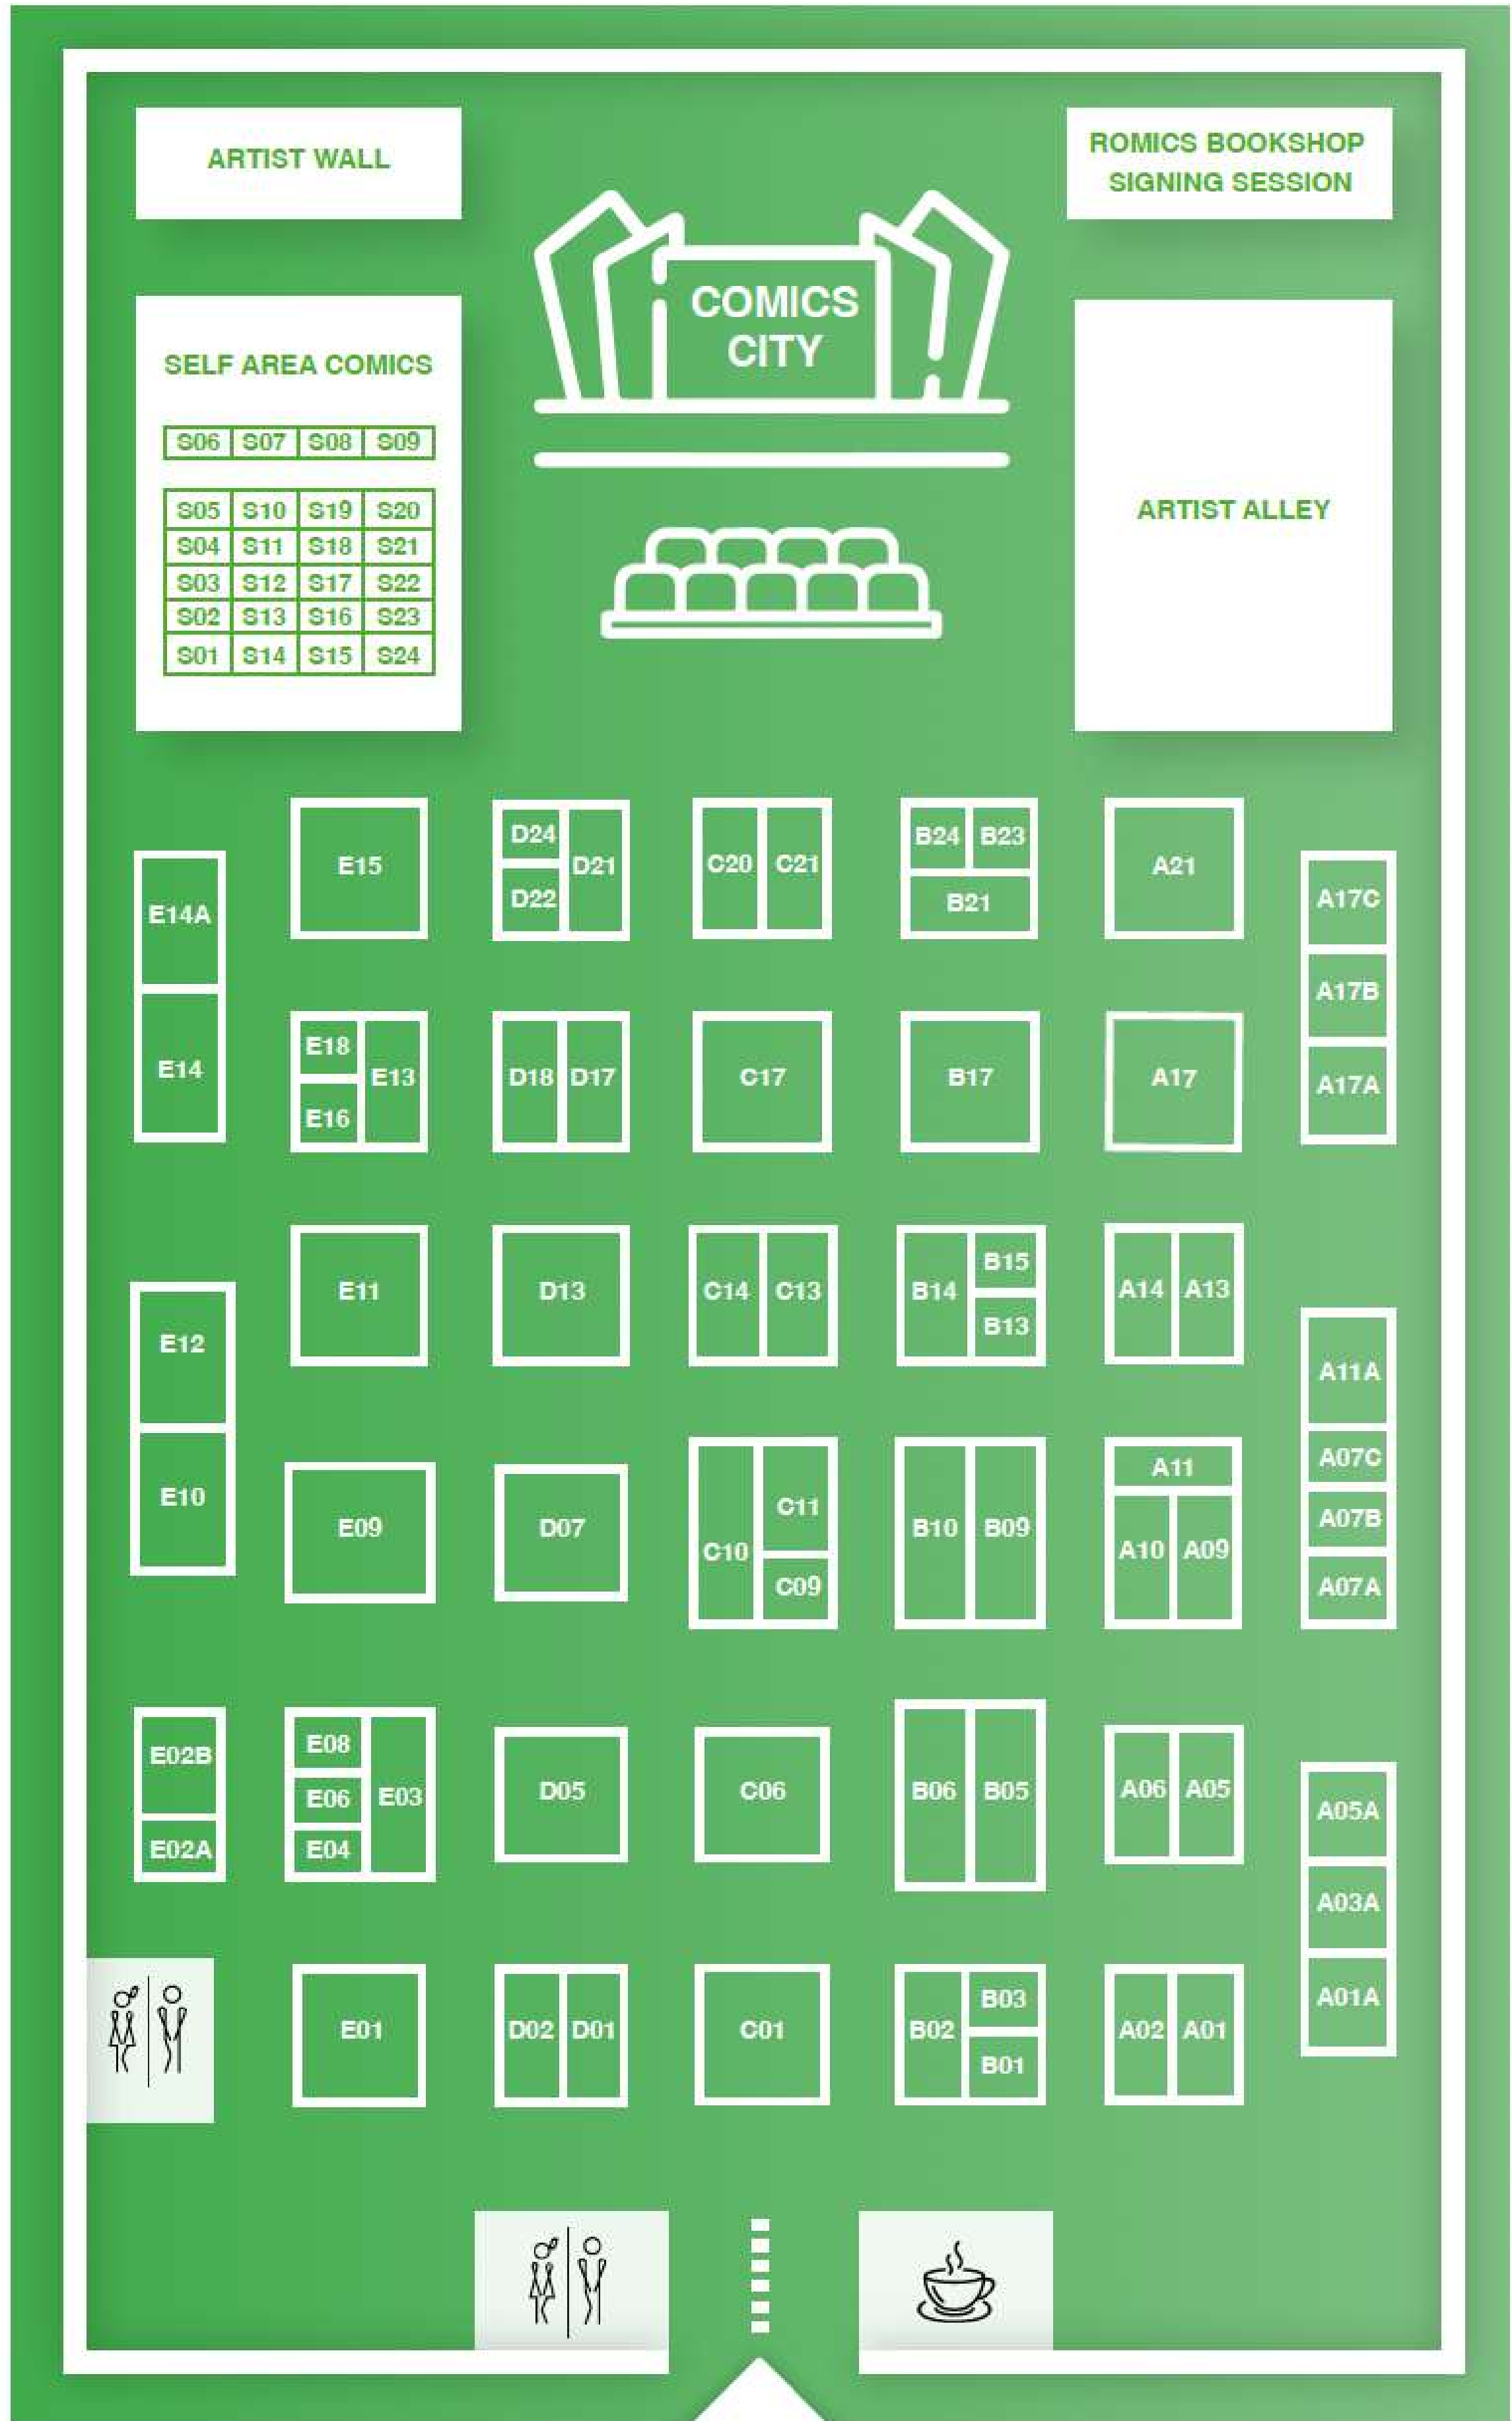 ARTIST WALL
ROMICS BOOKSHOP
SIGNING SESSION
COMICS
CITY
SELF AREA COMICS
S06 S07 S08 S09
S05 S10 S19 S20
S04 S11 S18 S21
S03 S12 S17 S22
S02 S13 S16 S23
S01 S14 S15 S24
ARTIST ALLEY
E14A
E14
E15
D24
D22
D21
C20 C21
B24 B23
B21
A21
A17C
A17B
A17A
E18
E16
E13
D18 D17
C17
B17
A17
E12
E10
E11
D13
C14 C13
B14
B15
B13
A14 A13
A11A
A07C
A07B
A07A
E09
D07
C10
C11
C09
B10 B09
A11
A10 A09
E02B
E02A
E08
E06
E04
E03
D05
C06
B06 B05
A06 A05
A05A
A03A
A01A
E01
D02 D01
C01
B02
B03
B01
A02 A01